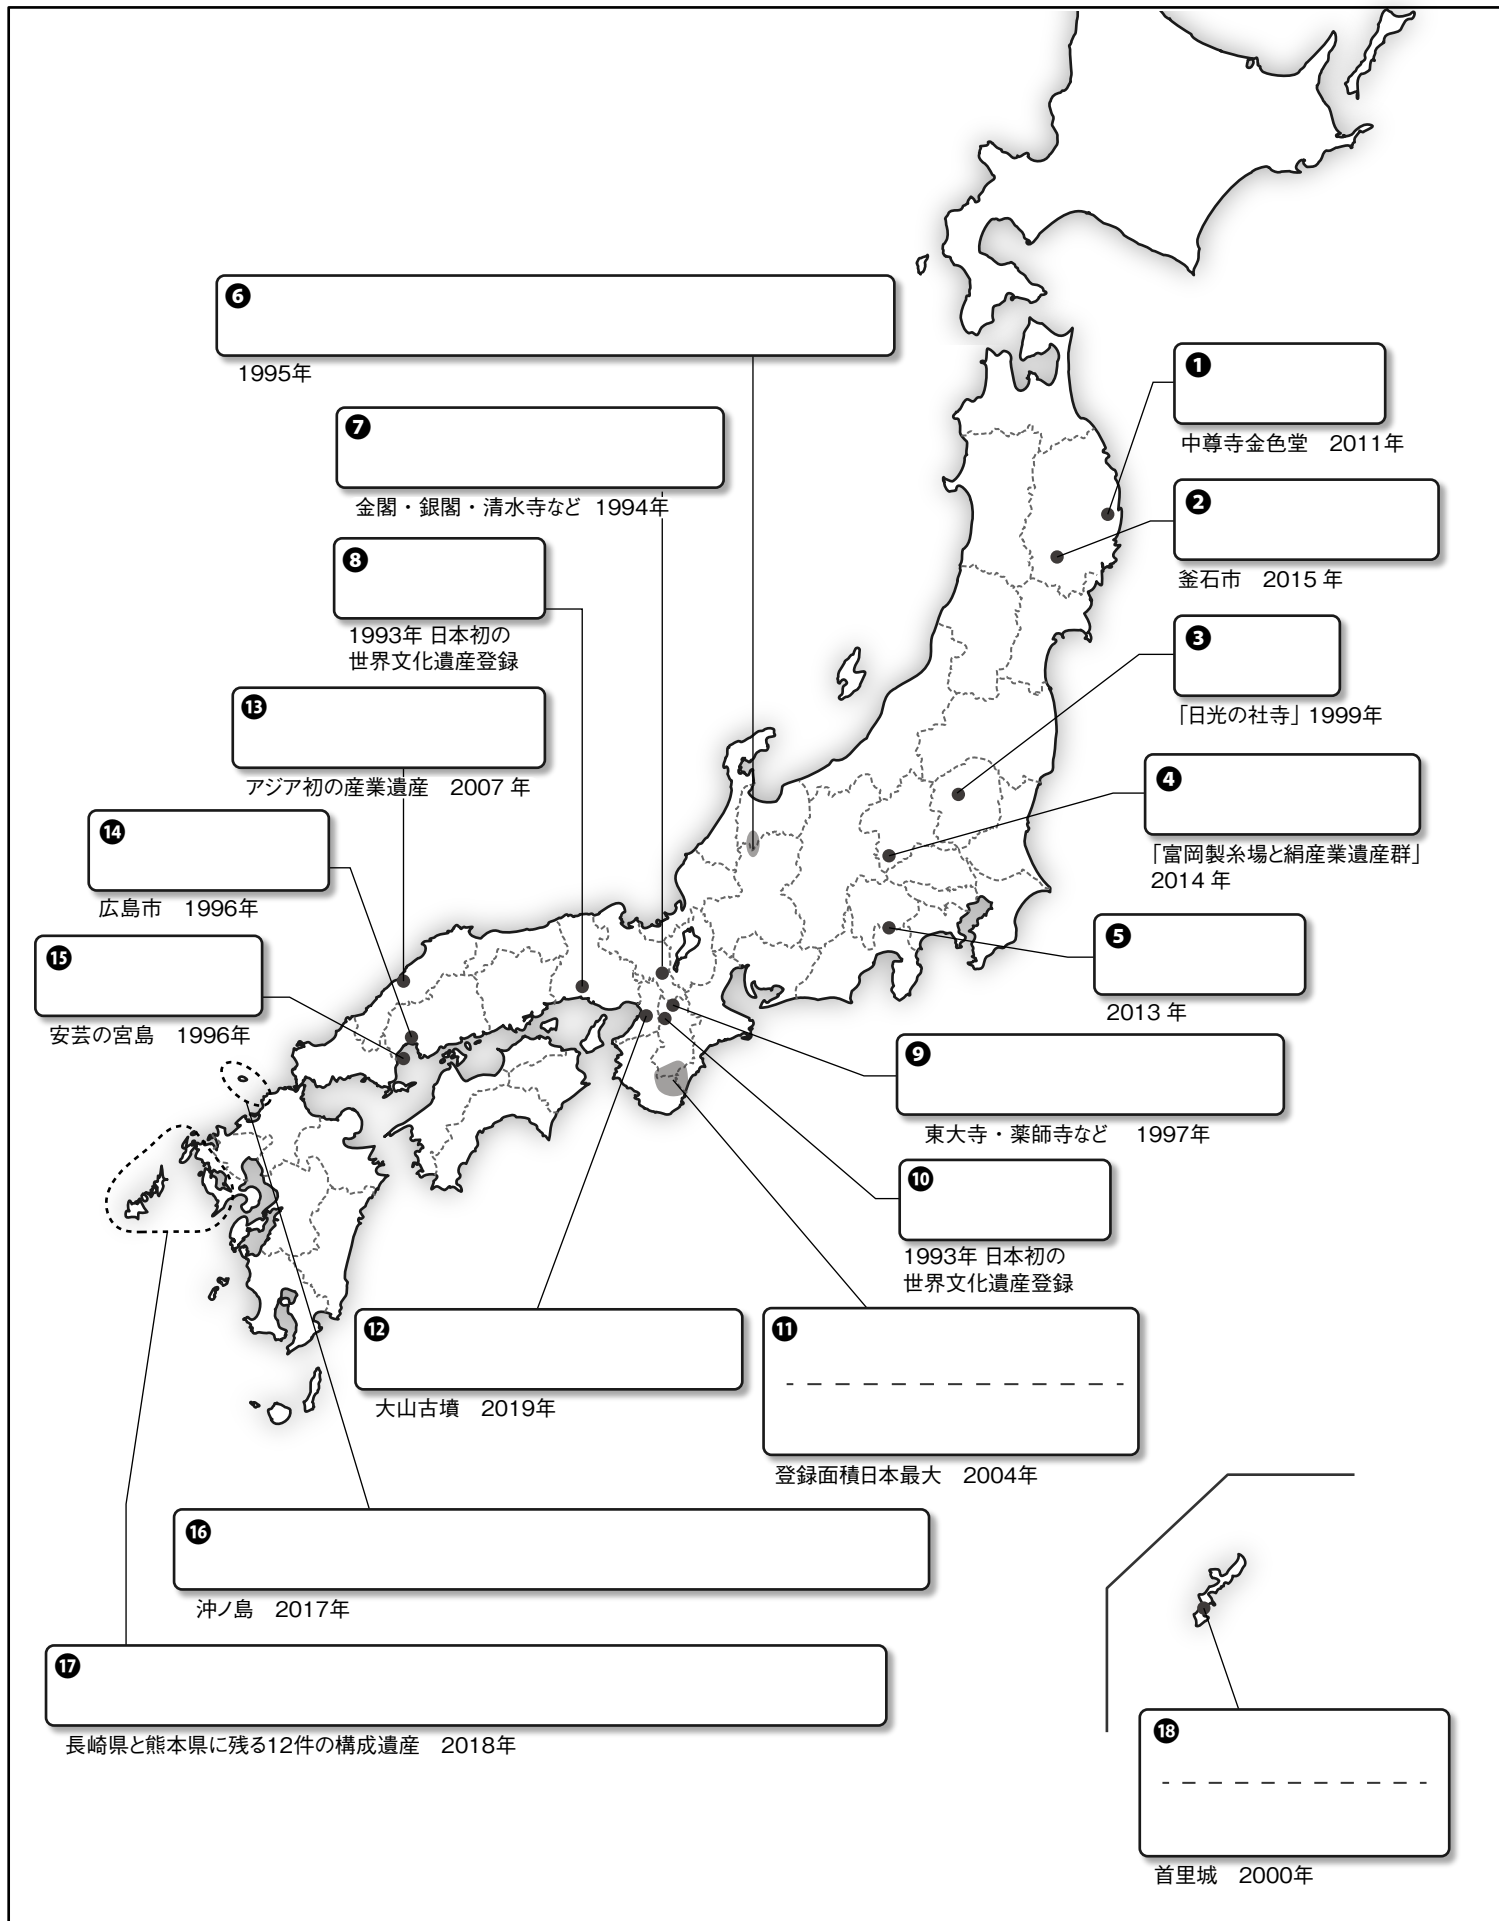 ❻
1995年
❼
金閣・銀閣・清水寺など 1994年
❽
1993年 日本初の
世界文化遺産登録
⓭
アジア初の産業遺産　2007 年
⓮
広島市　1996年
⓯
安芸の宮島　1996年
❶
中尊寺金色堂　2011年
❷
釜石市　2015 年
❸
「日光の社寺」 1999年
❹
「富岡製糸場と絹産業遺産群」
2014 年
❺
2013 年
❾
東大寺・薬師寺など　1997年
❿
1993年 日本初の
世界文化遺産登録
⓫
登録面積日本最大　2004年
⓬
大山古墳　2019年
⓰
沖ノ島　2017年
⓱
長崎県と熊本県に残る12件の構成遺産　2018年
⓲
首里城　2000年